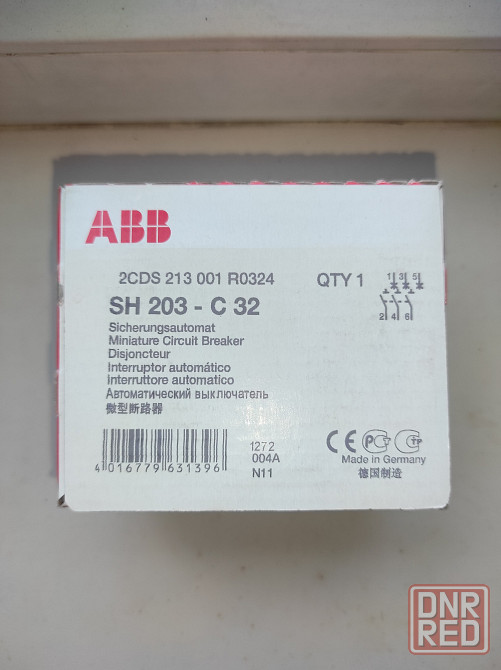 ABB
2CDS 213 001 R0324 QTY 1
1 3 5
SH 203 - C 32
2 4 6
Sicherungsautomat
Miniature Circuit Breaker
Disjoncteur
Interruptor automático
Interruttore automatico
Автоматический выключатель
微型断路器
4 016779 631396
1272
004A
N11
CE
Made in Germany
德国制造
DNR
RED